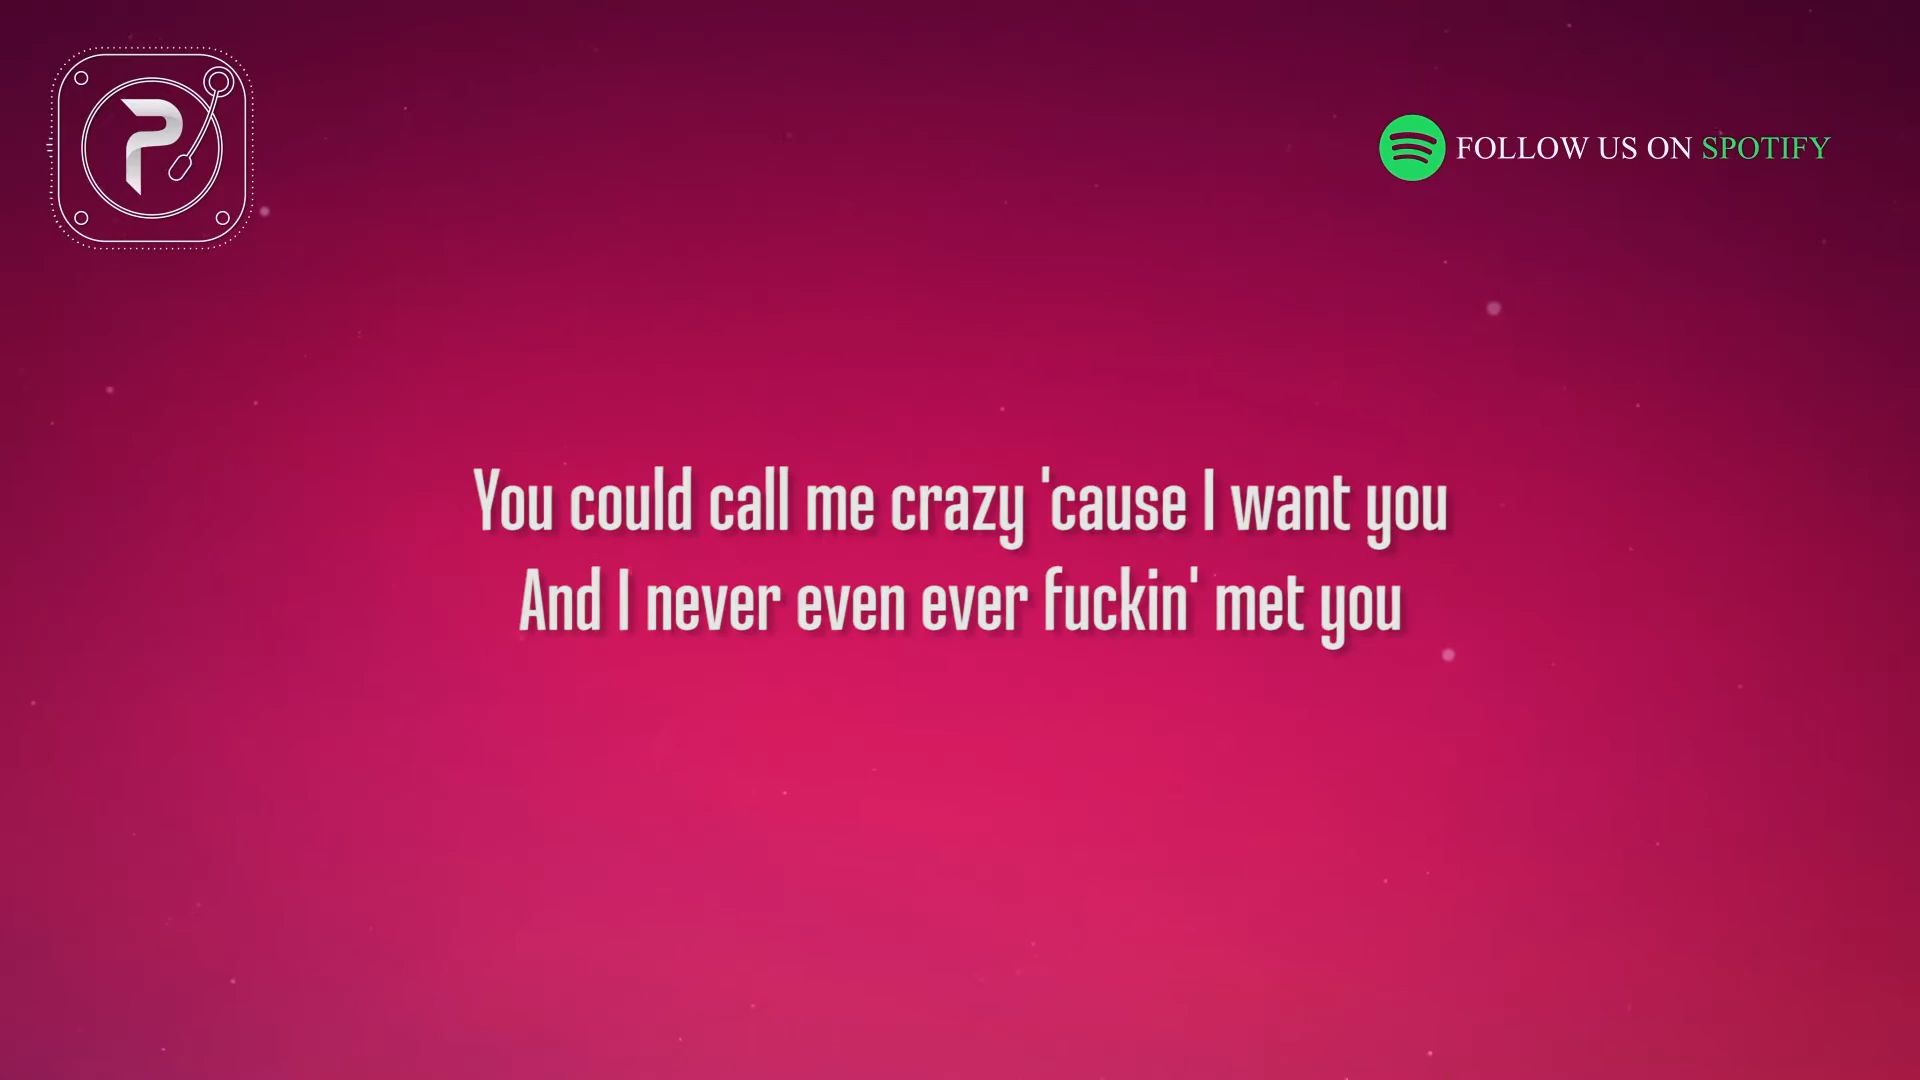 P
FOLLOW US ON SPOTIFY
You could call me crazy 'cause I want you
And I never even ever fuckin' met you